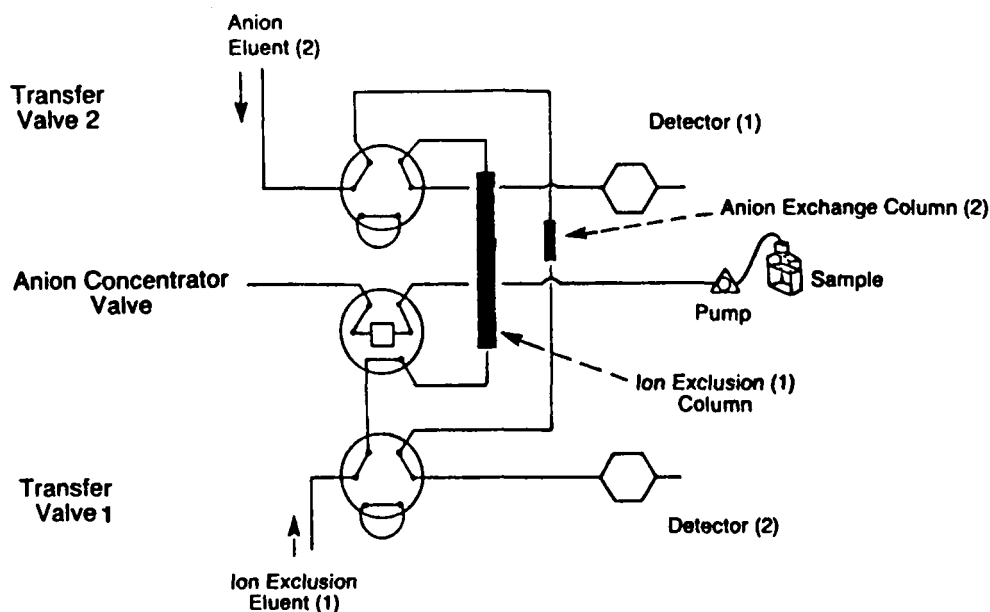 Anion
Eluent (2)
Transfer
Valve 2
Detector (1)
Anion Exchange Column (2)
Anion Concentrator
Valve
Sample
Pump
Ion Exclusion (1)
Column
Transfer
Valve 1
Detector (2)
Ion Exclusion
Eluent (1)